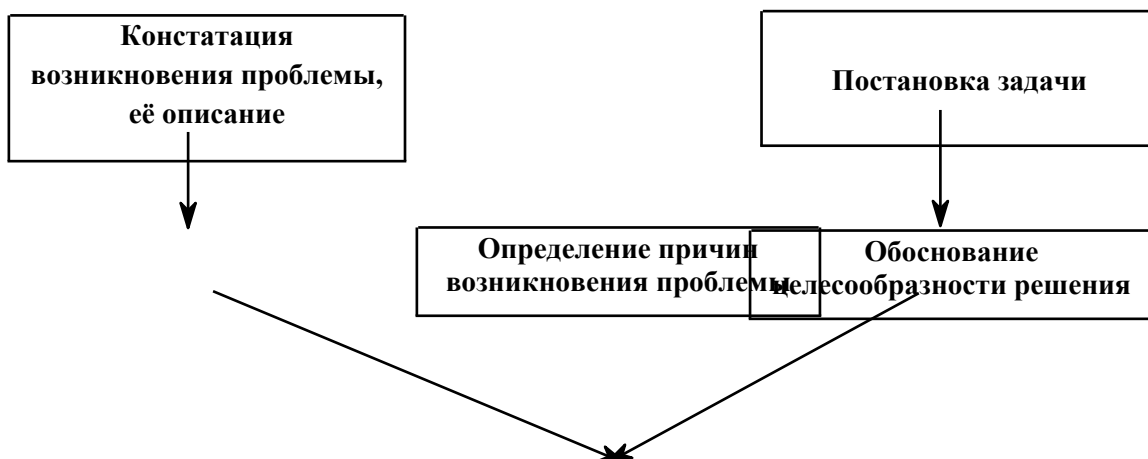 Констатация
возникновения проблемы,
её описание
Постановка задачи
Определение причин
возникновения проблемы
Обоснование
целесообразности решения